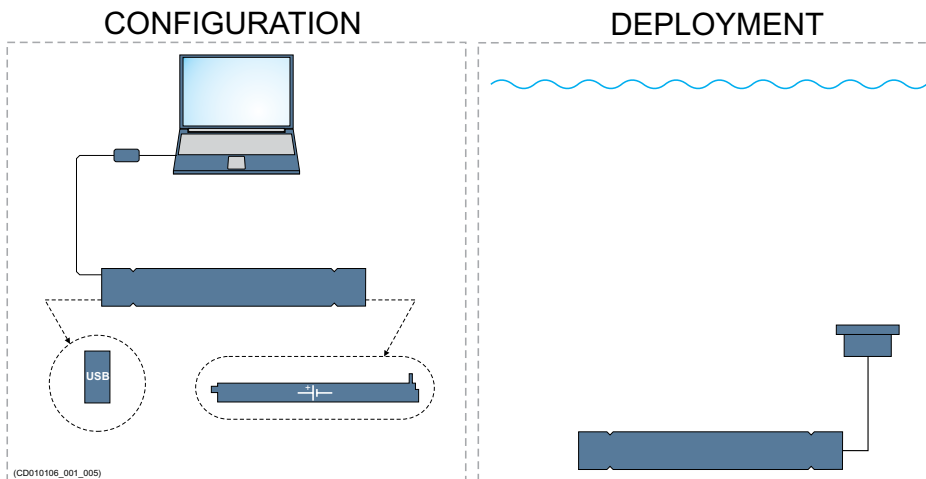 CONFIGURATION
DEPLOYMENT
USB
+
(CD010106_001_005)